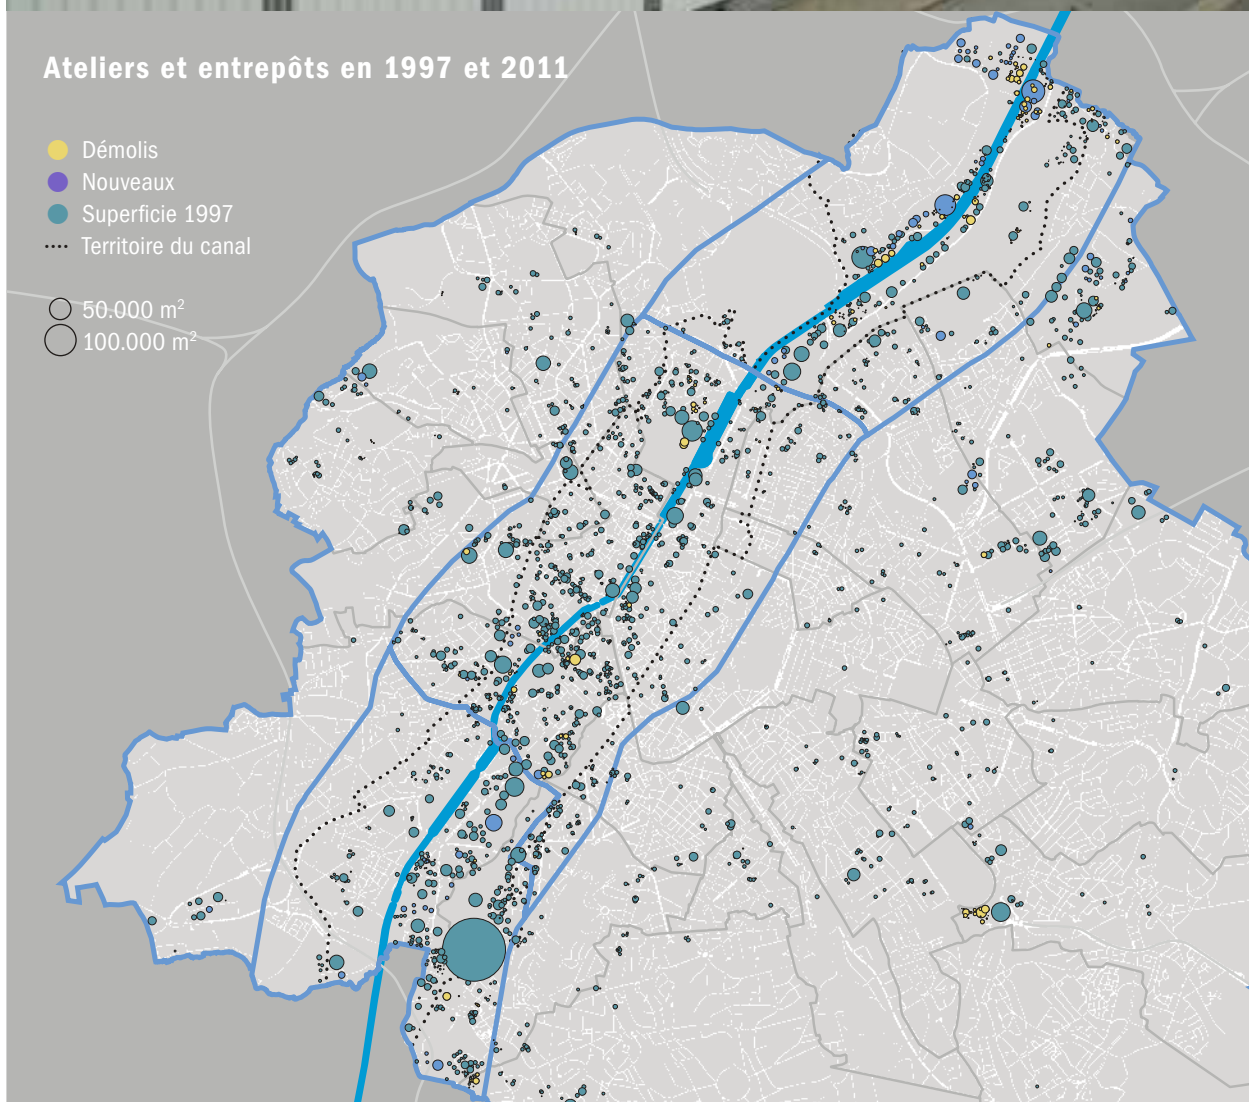 Ateliers et entrepôts en 1997 et 2011
Démolis
Nouveaux
Superficie 1997
Territoire du canal
50.000 m²
100.000 m²